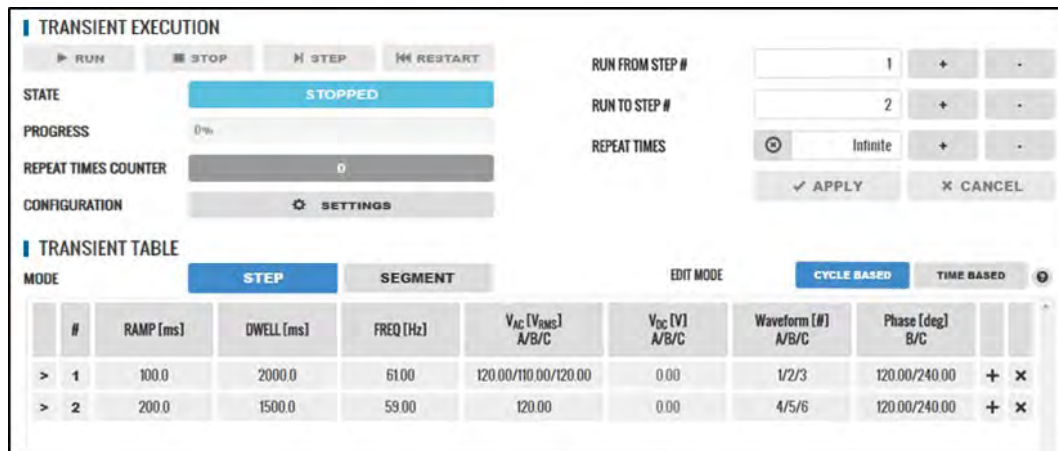 TRANSIENT EXECUTION
RUN STOP STEP RESTART
RUN FROM STEP # 1 + -
STATE STOPPED
RUN TO STEP # 2 + -
PROGRESS 0%
REPEAT TIMES Infinite + -
REPEAT TIMES COUNTER 0
APPLY CANCEL
CONFIGURATION SETTINGS
TRANSIENT TABLE
MODE STEP SEGMENT EDIT MODE CYCLE BASED TIME BASED ?
# RAMP [ms] DWELL [ms] FREQ [Hz] VAC [VRMS] A/B/C VDC [V] A/B/C Waveform [#] A/B/C Phase [deg] B/C
> 1 100.0 2000.0 61.00 120.00/110.00/120.00 0.00 1/2/3 120.00/240.00 + ×
> 2 200.0 1500.0 59.00 120.00 0.00 4/5/6 120.00/240.00 + ×